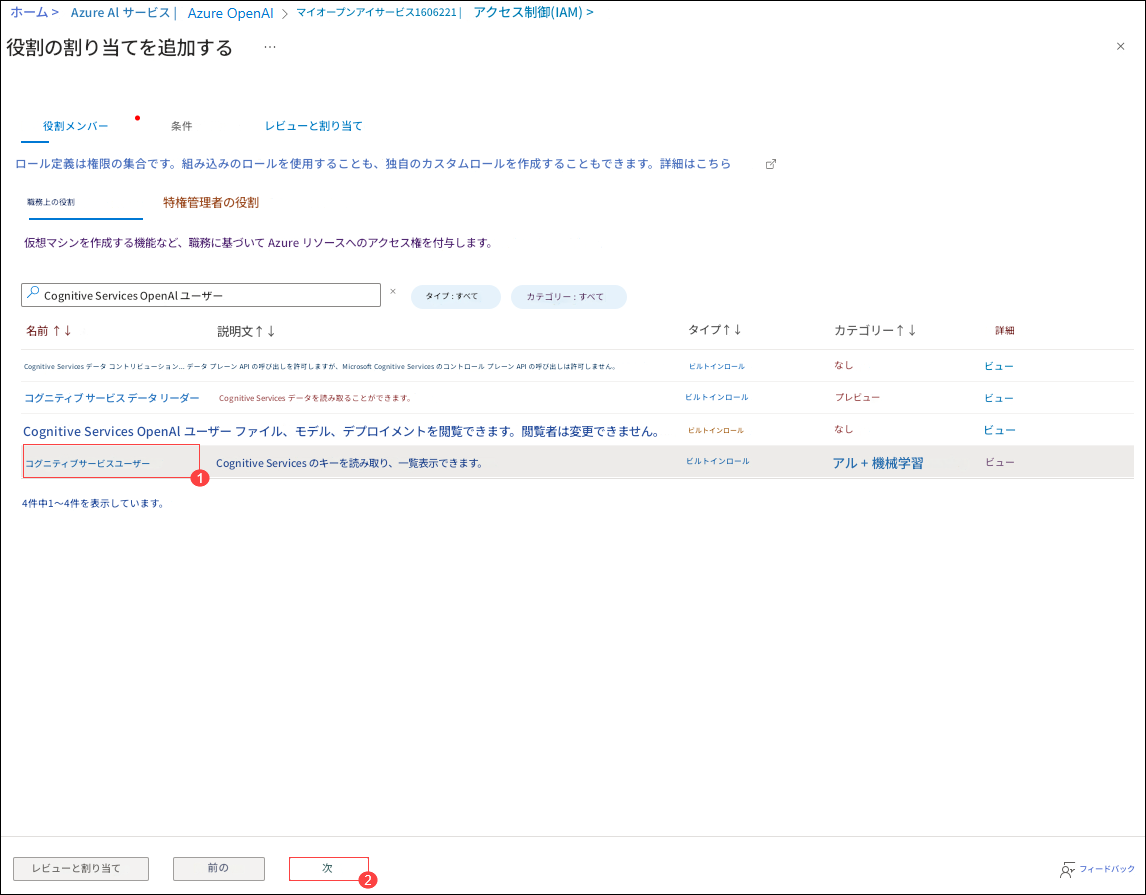 ホーム > Azure Al サービス | Azure OpenAI > マイオープンアイサービス1606221 | アクセス制御(IAM) >
役割の割り当てを追加する ... ×
役割メンバー 条件 レビューと割り当て
ロール定義は権限の集合です。組み込みのロールを使用することも、独自のカスタムロールを作成することもできます。詳細はこちら
職務上の役割 特権管理者の役割
仮想マシンを作成する機能など、職務に基づいて Azure リソースへのアクセス権を付与します。
Cognitive Services OpenAl ユーザー × タイプ : すべて カテゴリー : すべて
名前 ↑↓ 説明文↑↓ タイプ↑↓ カテゴリー↑↓ 詳細
Cognitive Services データ コントリビューション... データ プレーン API の呼び出しを許可しますが、Microsoft Cognitive Services のコントロール プレーン API の呼び出しは許可しません。 ビルトインロール なし ビュー
コグニティブ サービス データ リーダー Cognitive Services データを読み取ることができます。 ビルトインロール プレビュー ビュー
Cognitive Services OpenAl ユーザー ファイル、モデル、デプロイメントを閲覧できます。閲覧者は変更できません。 ビルトインロール なし ビュー
コグニティブサービスユーザー 1 Cognitive Services のキーを読み取り、一覧表示できます。 ビルトインロール アル + 機械学習 ビュー
4件中1～4件を表示しています。
レビューと割り当て 前の 次 2 フィードバック